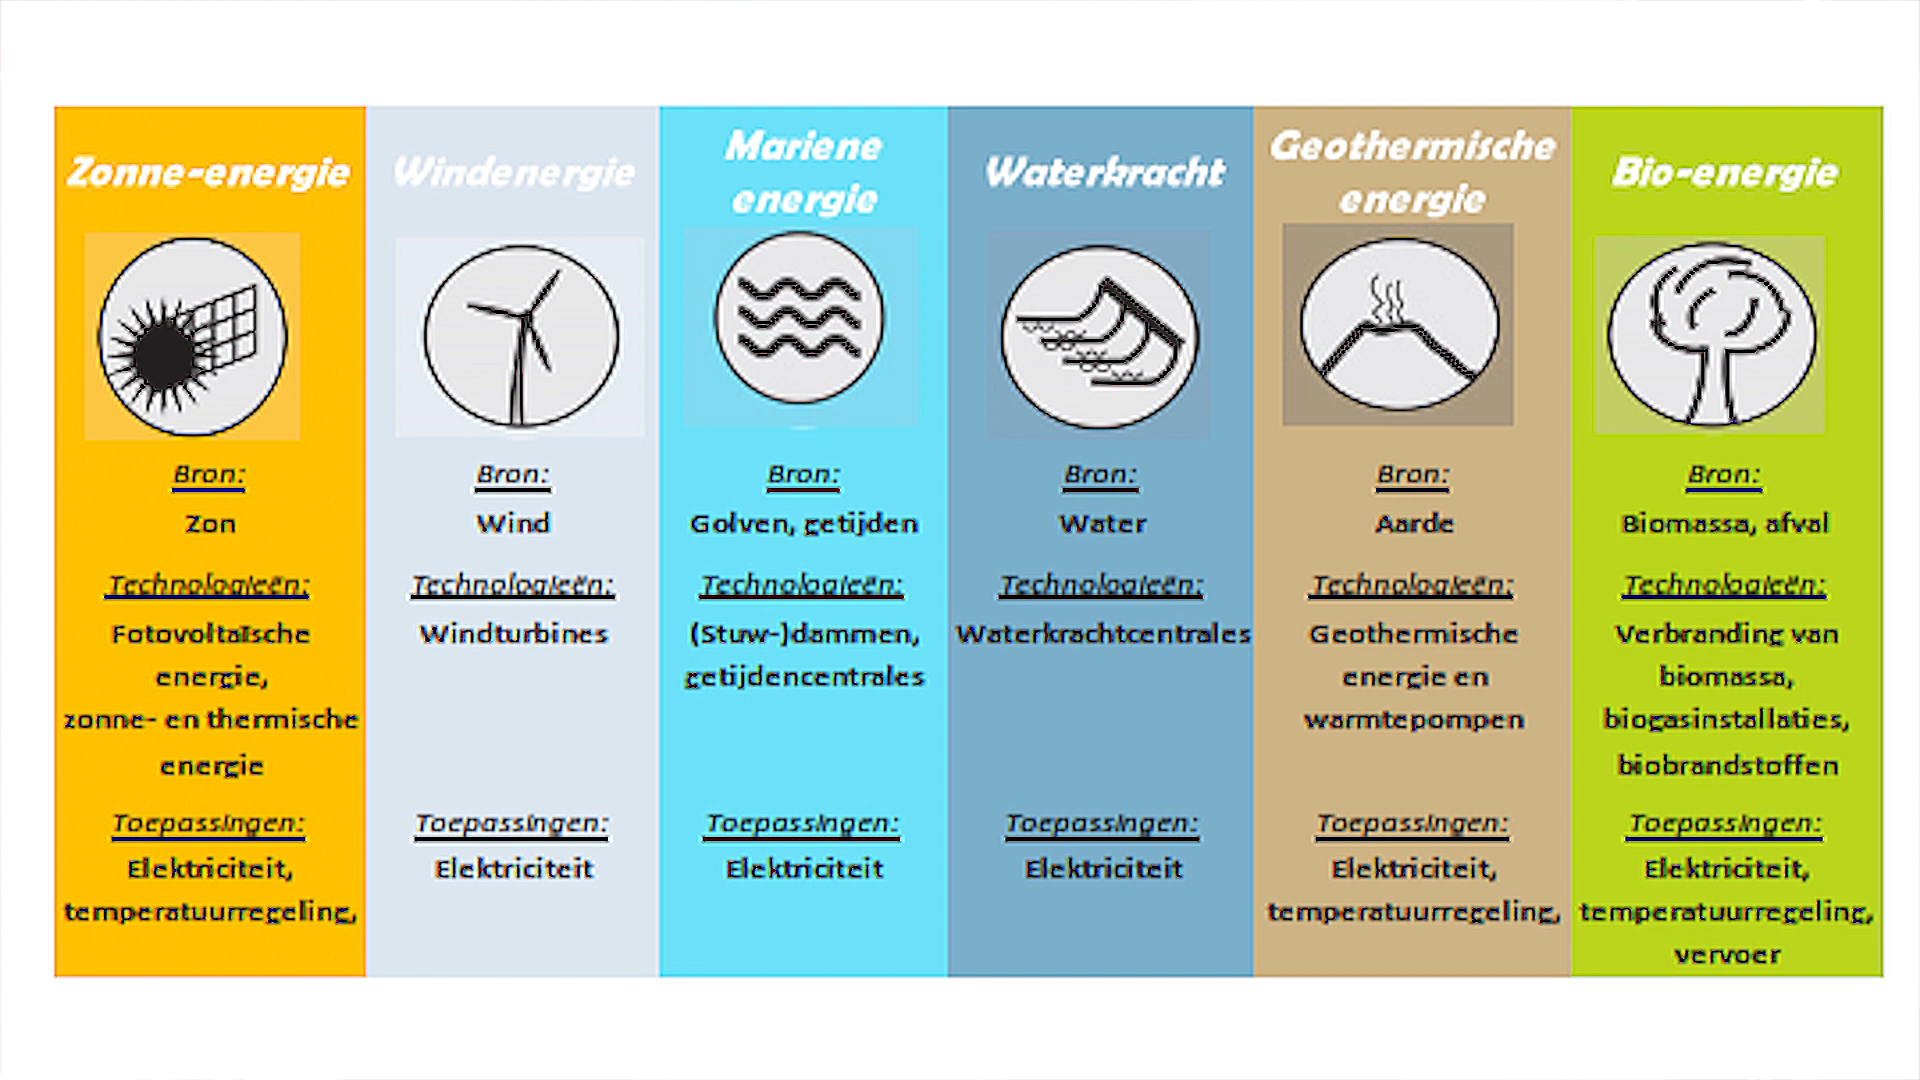 Zonne-energie
Bron:
Zon
Technologieën:
Fotovoltaïsche
energie,
zonne- en thermische
energie
Toepassingen:
Elektriciteit,
temperatuurregeling,
Windenergie
Bron:
Wind
Technologieën:
Windturbines
Toepassingen:
Elektriciteit
Mariene
energie
Bron:
Golven, getijden
Technologieën:
(Stuw-)dammen,
getijdencentrales
Toepassingen:
Elektriciteit
Waterkracht
Bron:
Water
Technologieën:
Waterkrachtcentrales
Toepassingen:
Elektriciteit
Geothermische
energie
Bron:
Aarde
Technologieën:
Geothermische
energie en
warmtepompen
Toepassingen:
Elektriciteit,
temperatuurregeling,
Bio-energie
Bron:
Biomassa, afval
Technologieën:
Verbranding van
biomassa,
biogasinstallaties,
biobrandstoffen
Toepassingen:
Elektriciteit,
temperatuurregeling,
vervoer